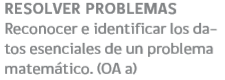 RESOLVER PROBLEMAS
Reconocer e identificar los da-
tos esenciales de un problema
matemático. (OA a)